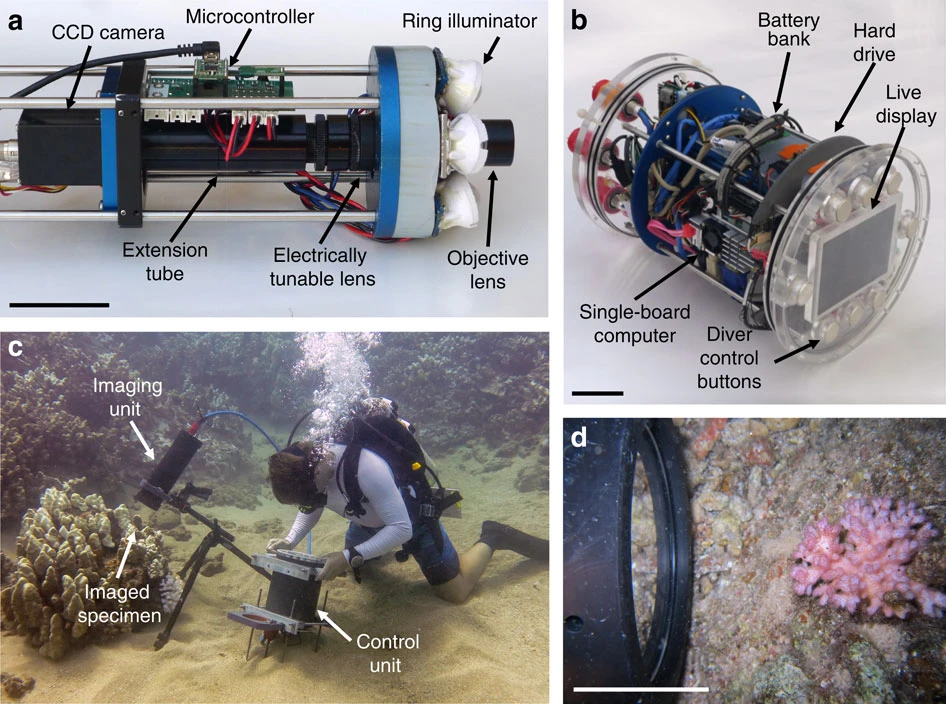 a
CCD camera
Microcontroller
Ring illuminator
Extension
tube
Electrically
tunable lens
Objective
lens
b
Battery
bank
Hard
drive
Live
display
Single-board
computer
Diver
control
buttons
c
Imaging
unit
Imaged
specimen
Control
unit
d